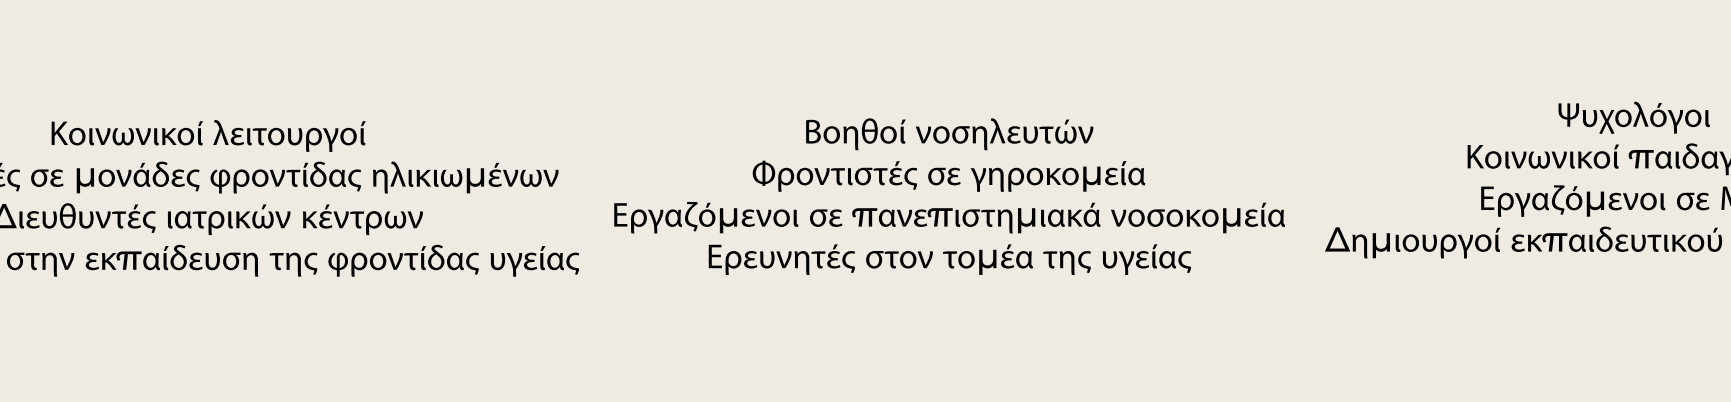 Κοινωνικοί λειτουργοί
σε μονάδες φροντίδας ηλικιωμένων
Διευθυντές ιατρικών κέντρων
στην εκπαίδευση της φροντίδας υγείας
Βοηθοί νοσηλευτών
Φροντιστές σε γηροκομεία
Εργαζόμενοι σε πανεπιστημιακά νοσοκομεία
Ερευνητές στον τομέα της υγείας
Ψυχολόγοι
Κοινωνικοί
Εργαζόμενοι σε
Δημιουργοί εκπαιδευτικού